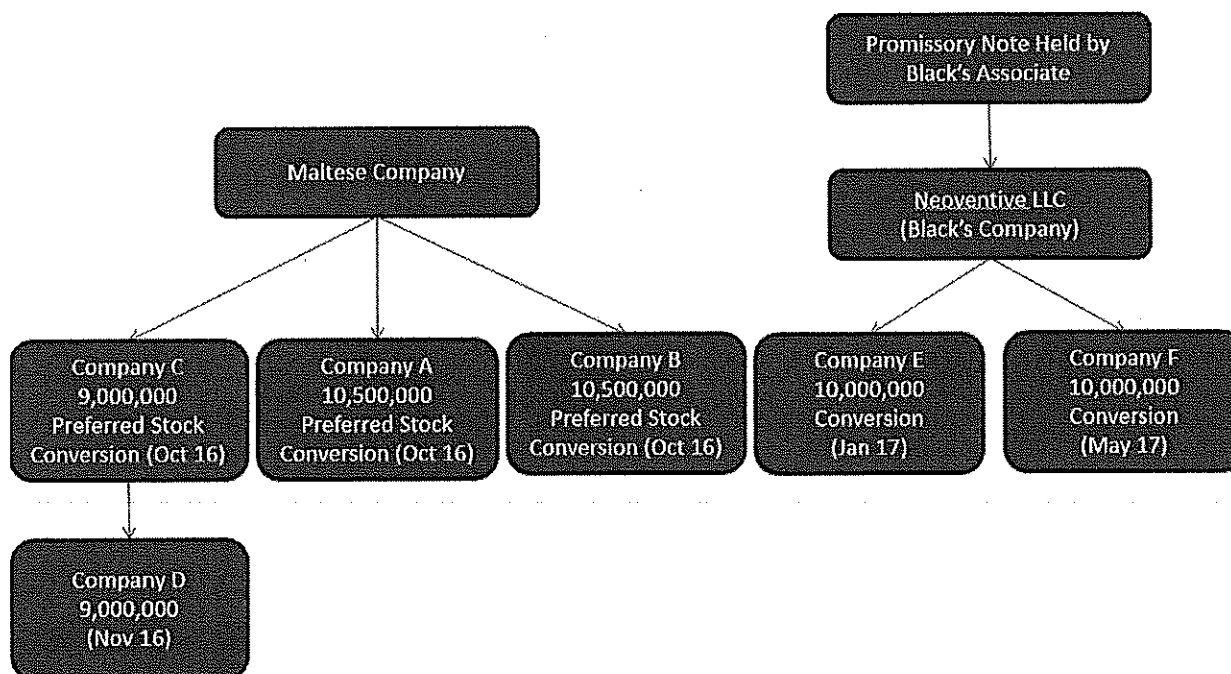 Promissory Note Held by
Black's Associate
Maltese Company
Neoventive LLC
(Black's Company)
Company C
9,000,000
Preferred Stock
Conversion (Oct 16)
Company A
10,500,000
Preferred Stock
Conversion (Oct 16)
Company B
10,500,000
Preferred Stock
Conversion (Oct 16)
Company E
10,000,000
Conversion
(Jan 17)
Company F
10,000,000
Conversion
(May 17)
Company D
9,000,000
(Nov 16)